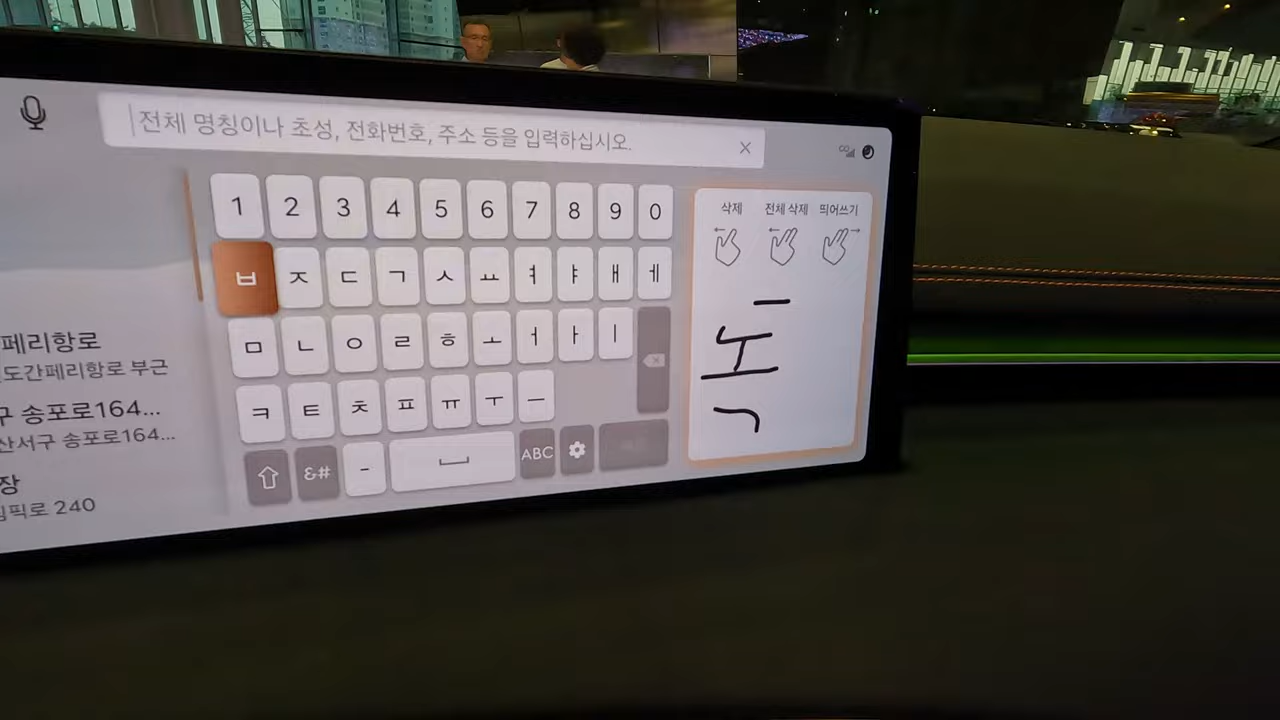 전체 명칭이나 초성, 전화번호, 주소 등을 입력하십시오.
페리항로
도간페리항로 부근
구 송포로164...
산서구 송포로164...
장
림픽로 240
1 2 3 4 5 6 7 8 9 0
ㅂ ㅈ ㄷ ㄱ ㅅ ㅛ ㅕ ㅑ ㅐ ㅔ
ㅁ ㄴ ㅇ ㄹ ㅎ ㅗ ㅓ ㅏ ㅣ
ㅋ ㅌ ㅊ ㅍ ㅠ ㅜ ㅡ
&# - ABC
삭제 전체 삭제 띄어쓰기